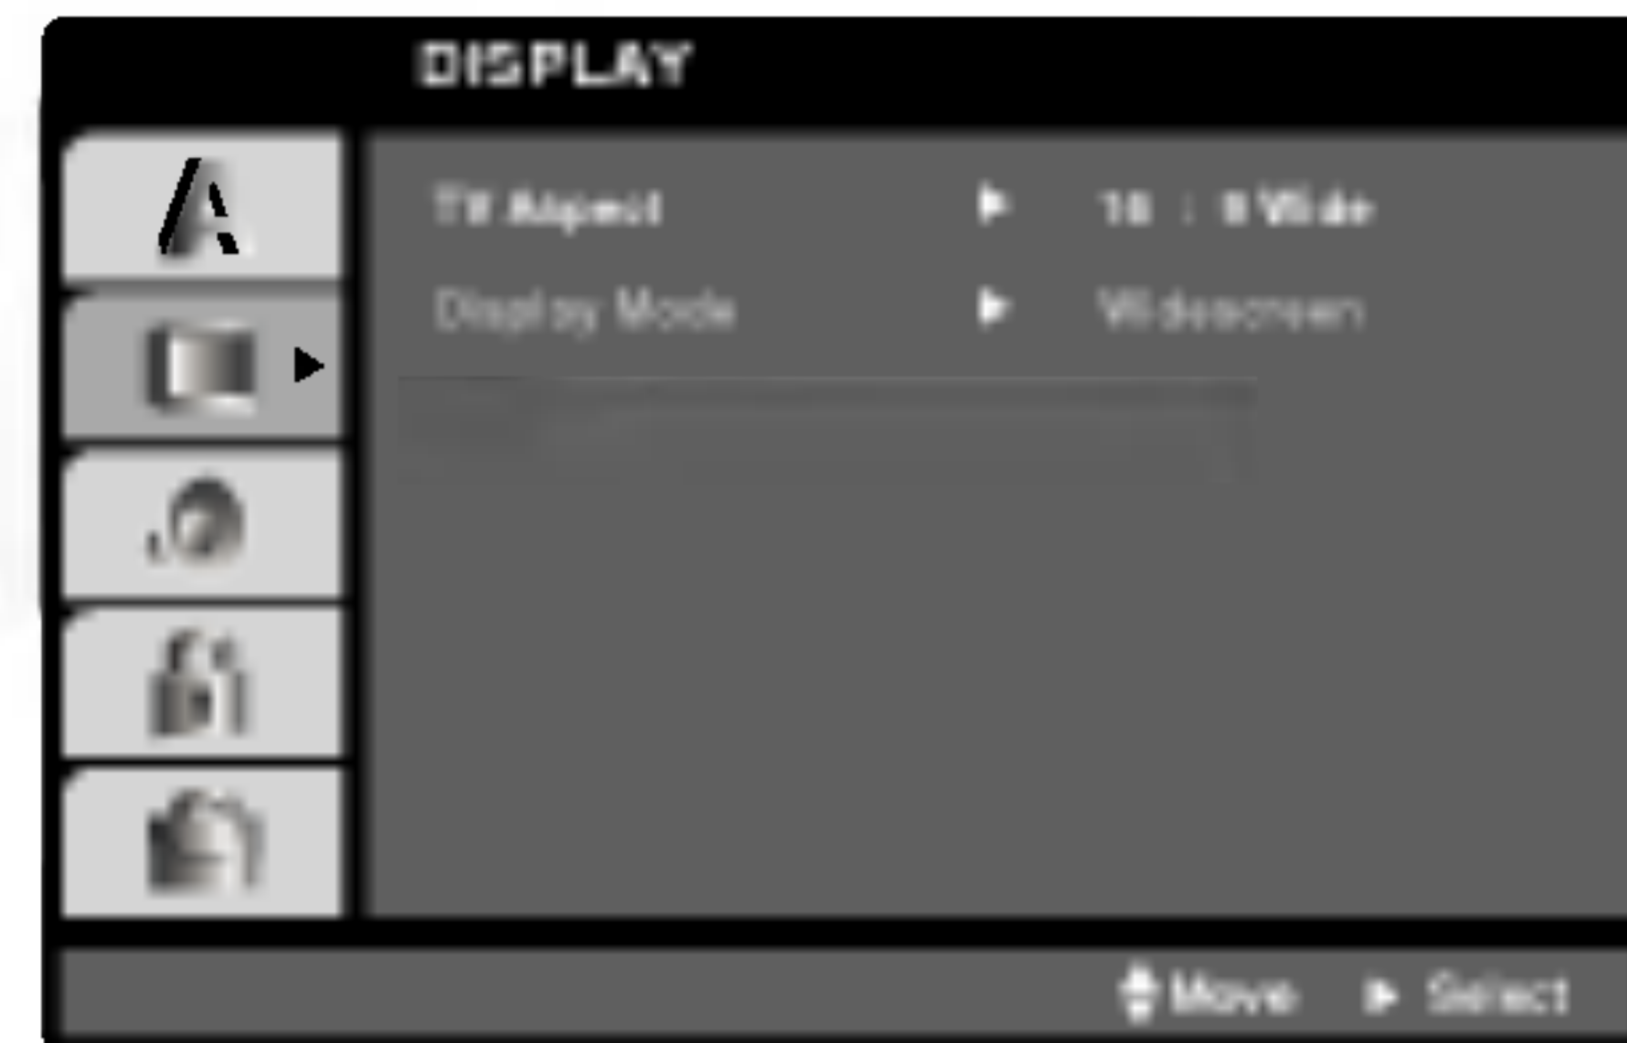 DISPLAY
TV Aspect ▶ 16 : 9 Wide
Display Mode ▶ Widescreen
Move ▶ Select